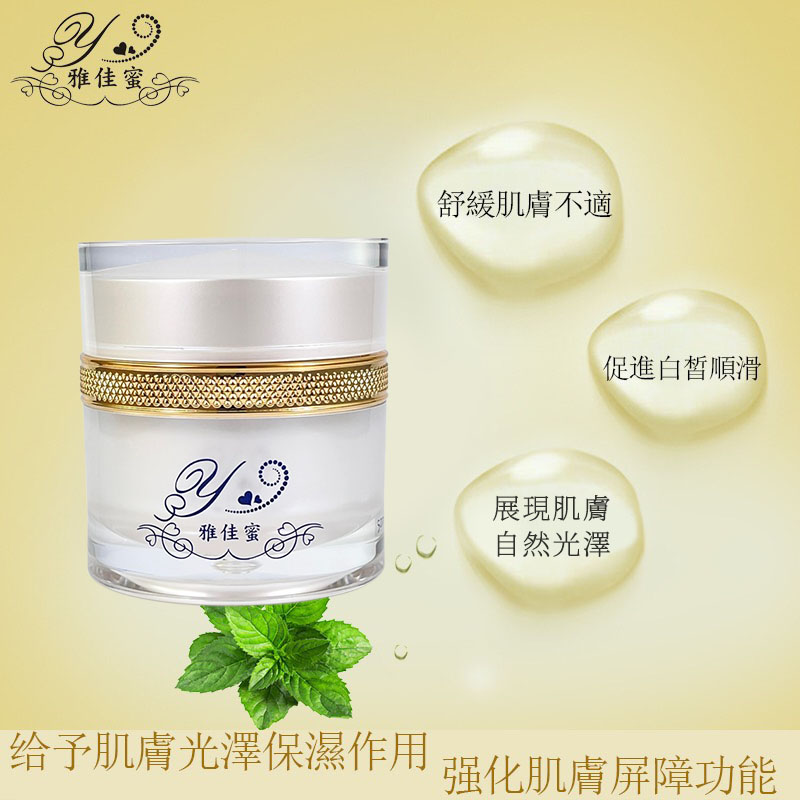 雅佳蜜
舒緩肌膚不適
促進白皙順滑
展現肌膚
自然光澤
雅佳蜜
给予肌膚光澤保濕作用
强化肌膚屏障功能